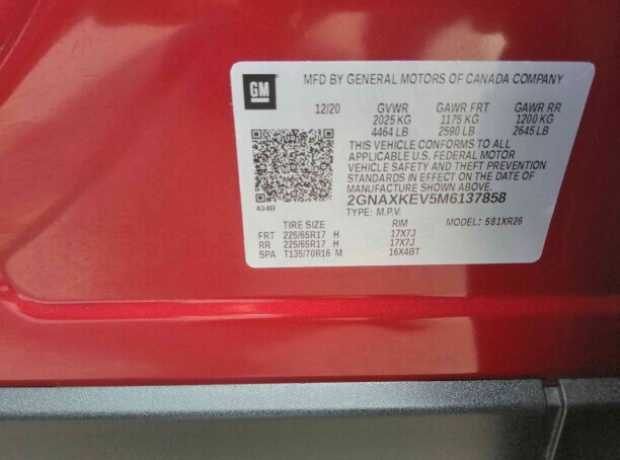 GM
MFD BY GENERAL MOTORS OF CANADA COMPANY
12/20 GVWR GAWR FRT GAWR RR
2025 KG 1175 KG 1200 KG
4464 LB 2590 LB 2645 LB
THIS VEHICLE CONFORMS TO ALL
APPLICABLE U.S. FEDERAL MOTOR
VEHICLE SAFETY AND THEFT PREVENTION
STANDARDS IN EFFECT ON THE DATE OF
MANUFACTURE SHOWN ABOVE.
2GNAXKEV5M6137858
TYPE: M.P.V. MODEL: 581XR26
TIRE SIZE RIM
FRT 225/65R17 H 17X7J
RR 225/65R17 H 17X7J
SPA T135/70R16 M 16X4BT